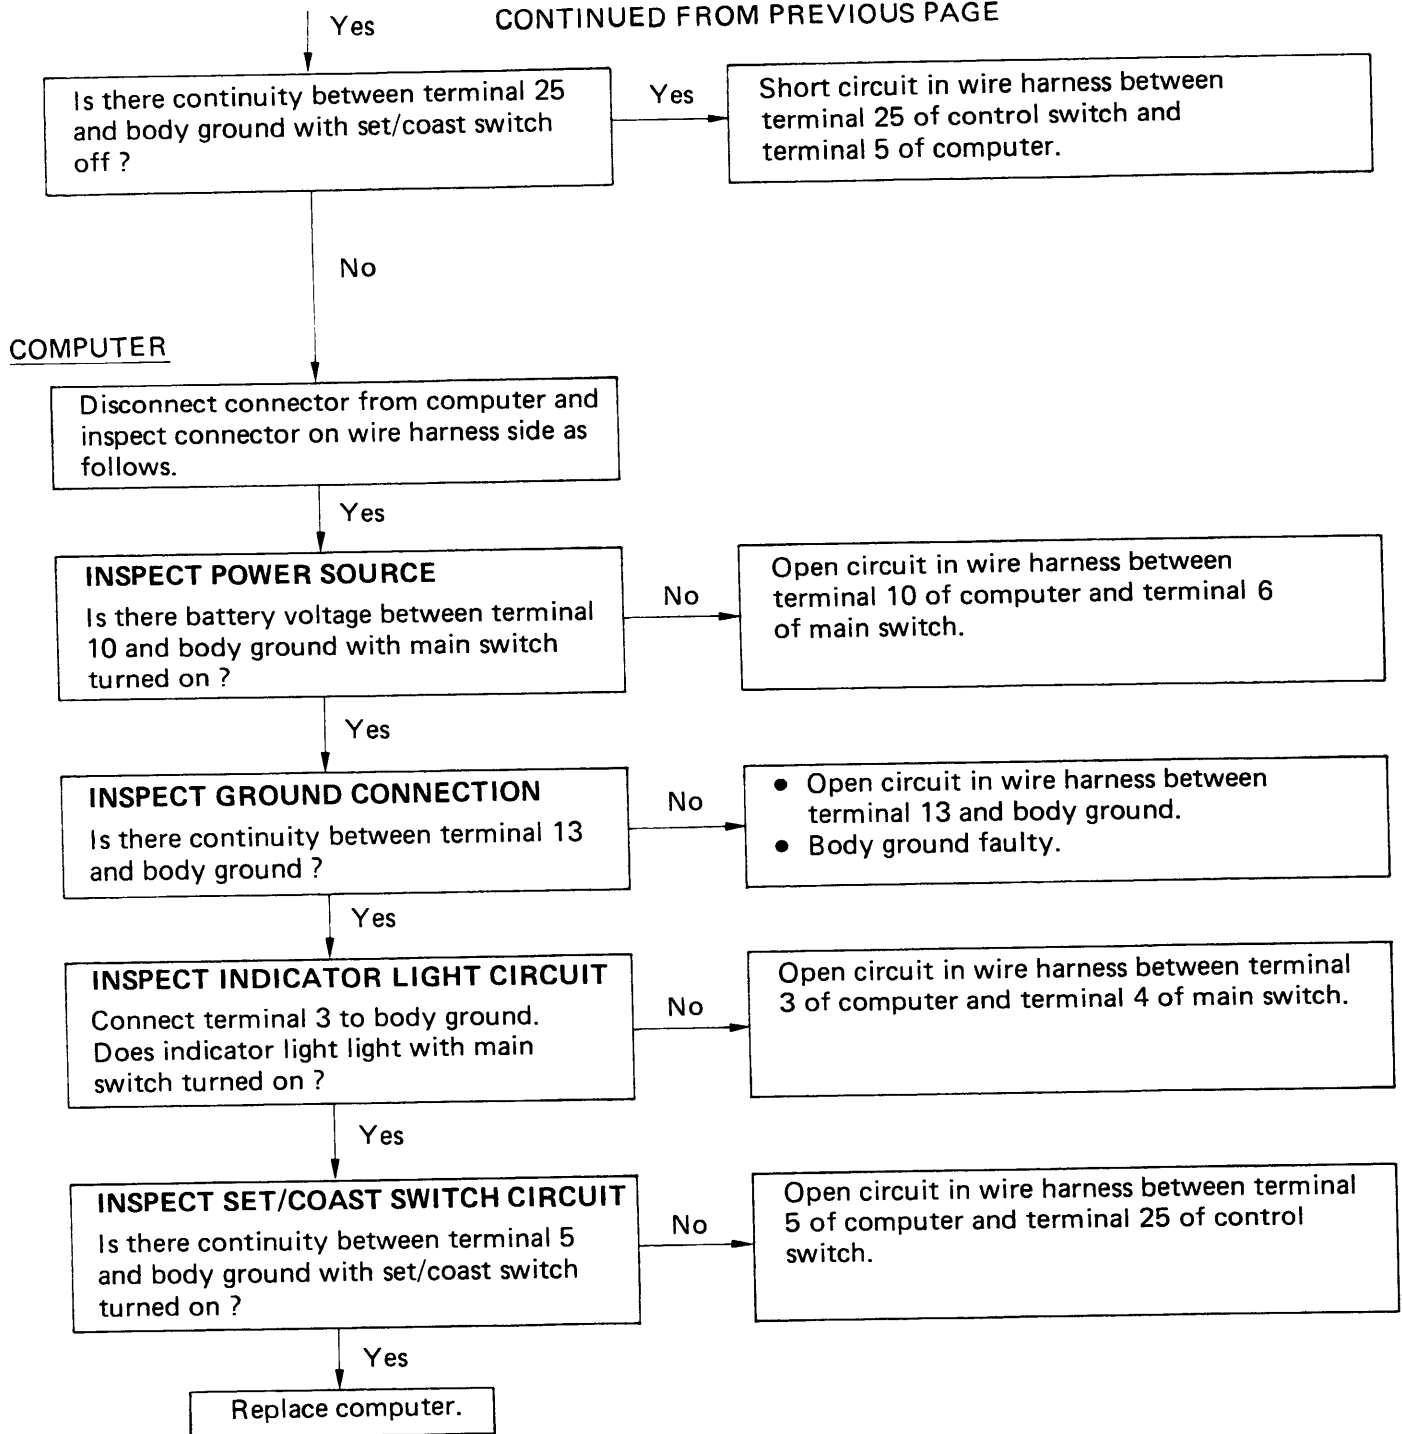 Yes
CONTINUED FROM PREVIOUS PAGE
Is there continuity between terminal 25
and body ground with set/coast switch
off ?
Yes
Short circuit in wire harness between
terminal 25 of control switch and
terminal 5 of computer.
No
COMPUTER
Disconnect connector from computer and
inspect connector on wire harness side as
follows.
Yes
INSPECT POWER SOURCE
Is there battery voltage between terminal
10 and body ground with main switch
turned on ?
No
Open circuit in wire harness between
terminal 10 of computer and terminal 6
of main switch.
Yes
INSPECT GROUND CONNECTION
Is there continuity between terminal 13
and body ground ?
No
● Open circuit in wire harness between
terminal 13 and body ground.
● Body ground faulty.
Yes
INSPECT INDICATOR LIGHT CIRCUIT
Connect terminal 3 to body ground.
Does indicator light light with main
switch turned on ?
No
Open circuit in wire harness between terminal
3 of computer and terminal 4 of main switch.
Yes
INSPECT SET/COAST SWITCH CIRCUIT
Is there continuity between terminal 5
and body ground with set/coast switch
turned on ?
No
Open circuit in wire harness between terminal
5 of computer and terminal 25 of control
switch.
Yes
Replace computer.